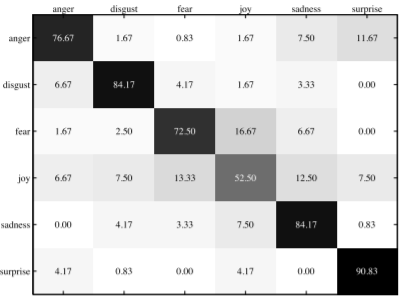 anger disgust fear joy sadness surprise
anger 76.67 1.67 0.83 1.67 7.50 11.67
disgust 6.67 84.17 4.17 1.67 3.33 0.00
fear 1.67 2.50 72.50 16.67 6.67 0.00
joy 6.67 7.50 13.33 52.50 12.50 7.50
sadness 0.00 4.17 3.33 7.50 84.17 0.83
surprise 4.17 0.83 0.00 4.17 0.00 90.83